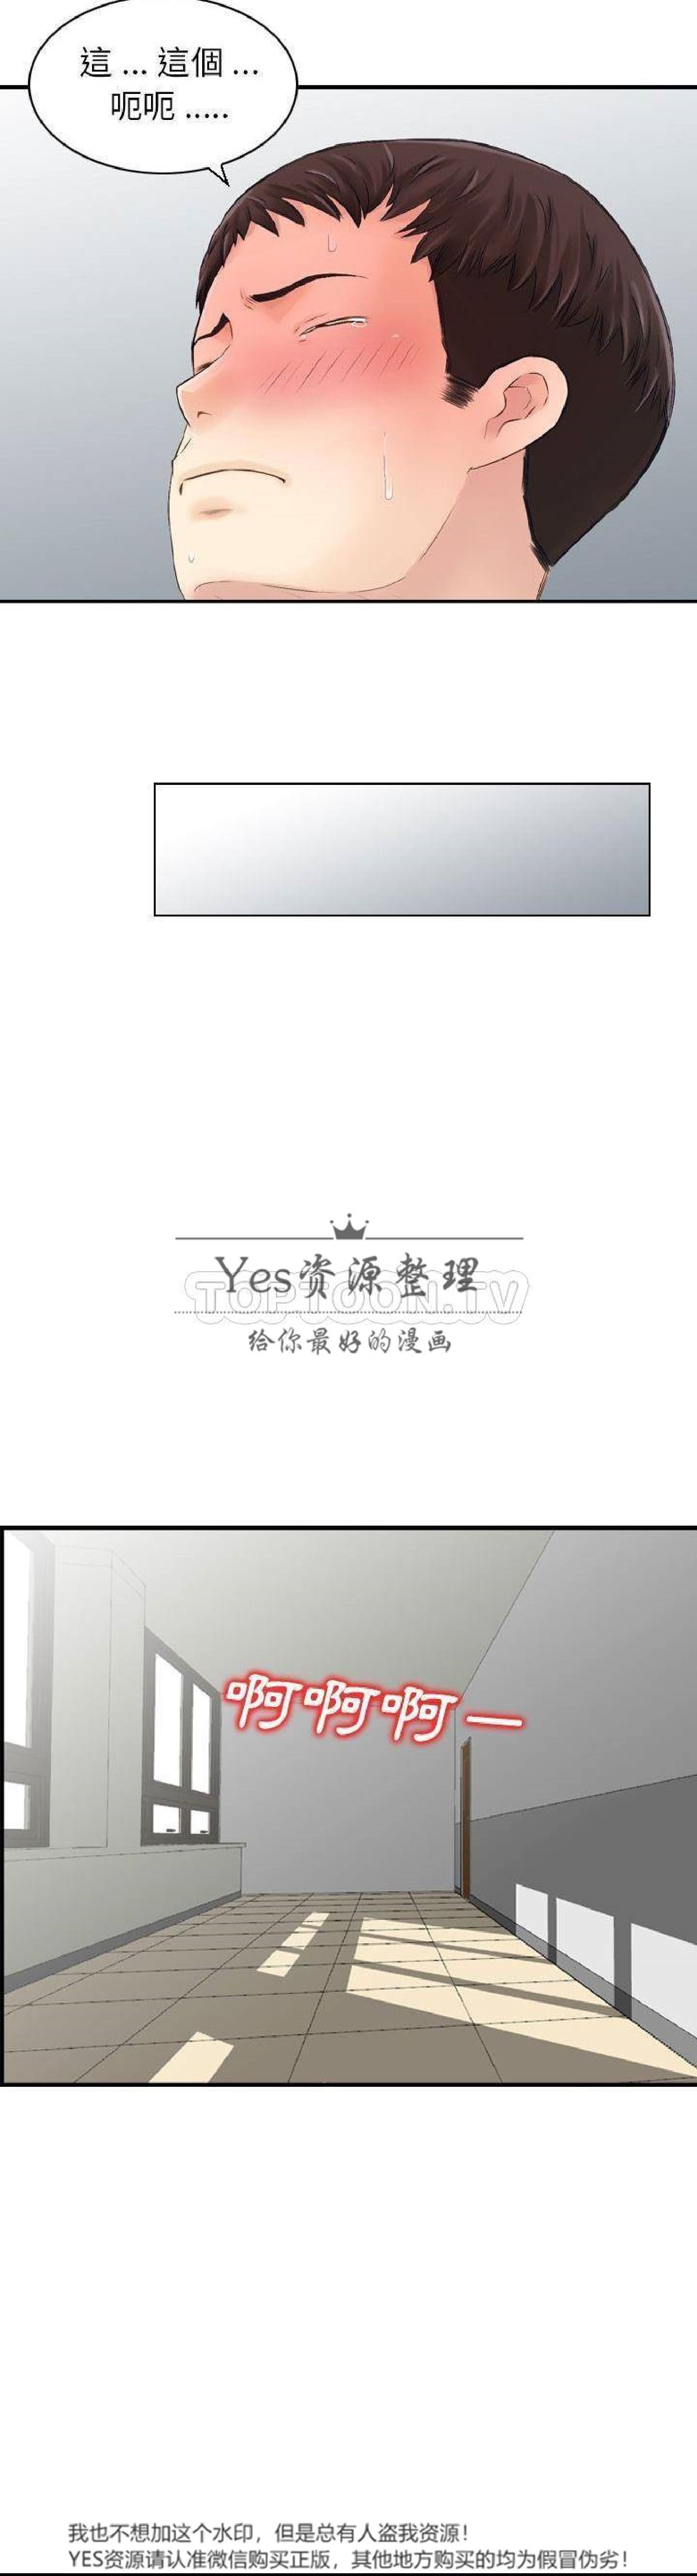 這 ... 這個 ...
呃呃 .....
Yes资源整理
TOPTOON.TV
给你最好的漫画
啊啊啊—
我也不想加这个水印，但是总有人盗我资源！
YES资源请认准微信购买正版，其他地方购买的均为假冒伪劣！